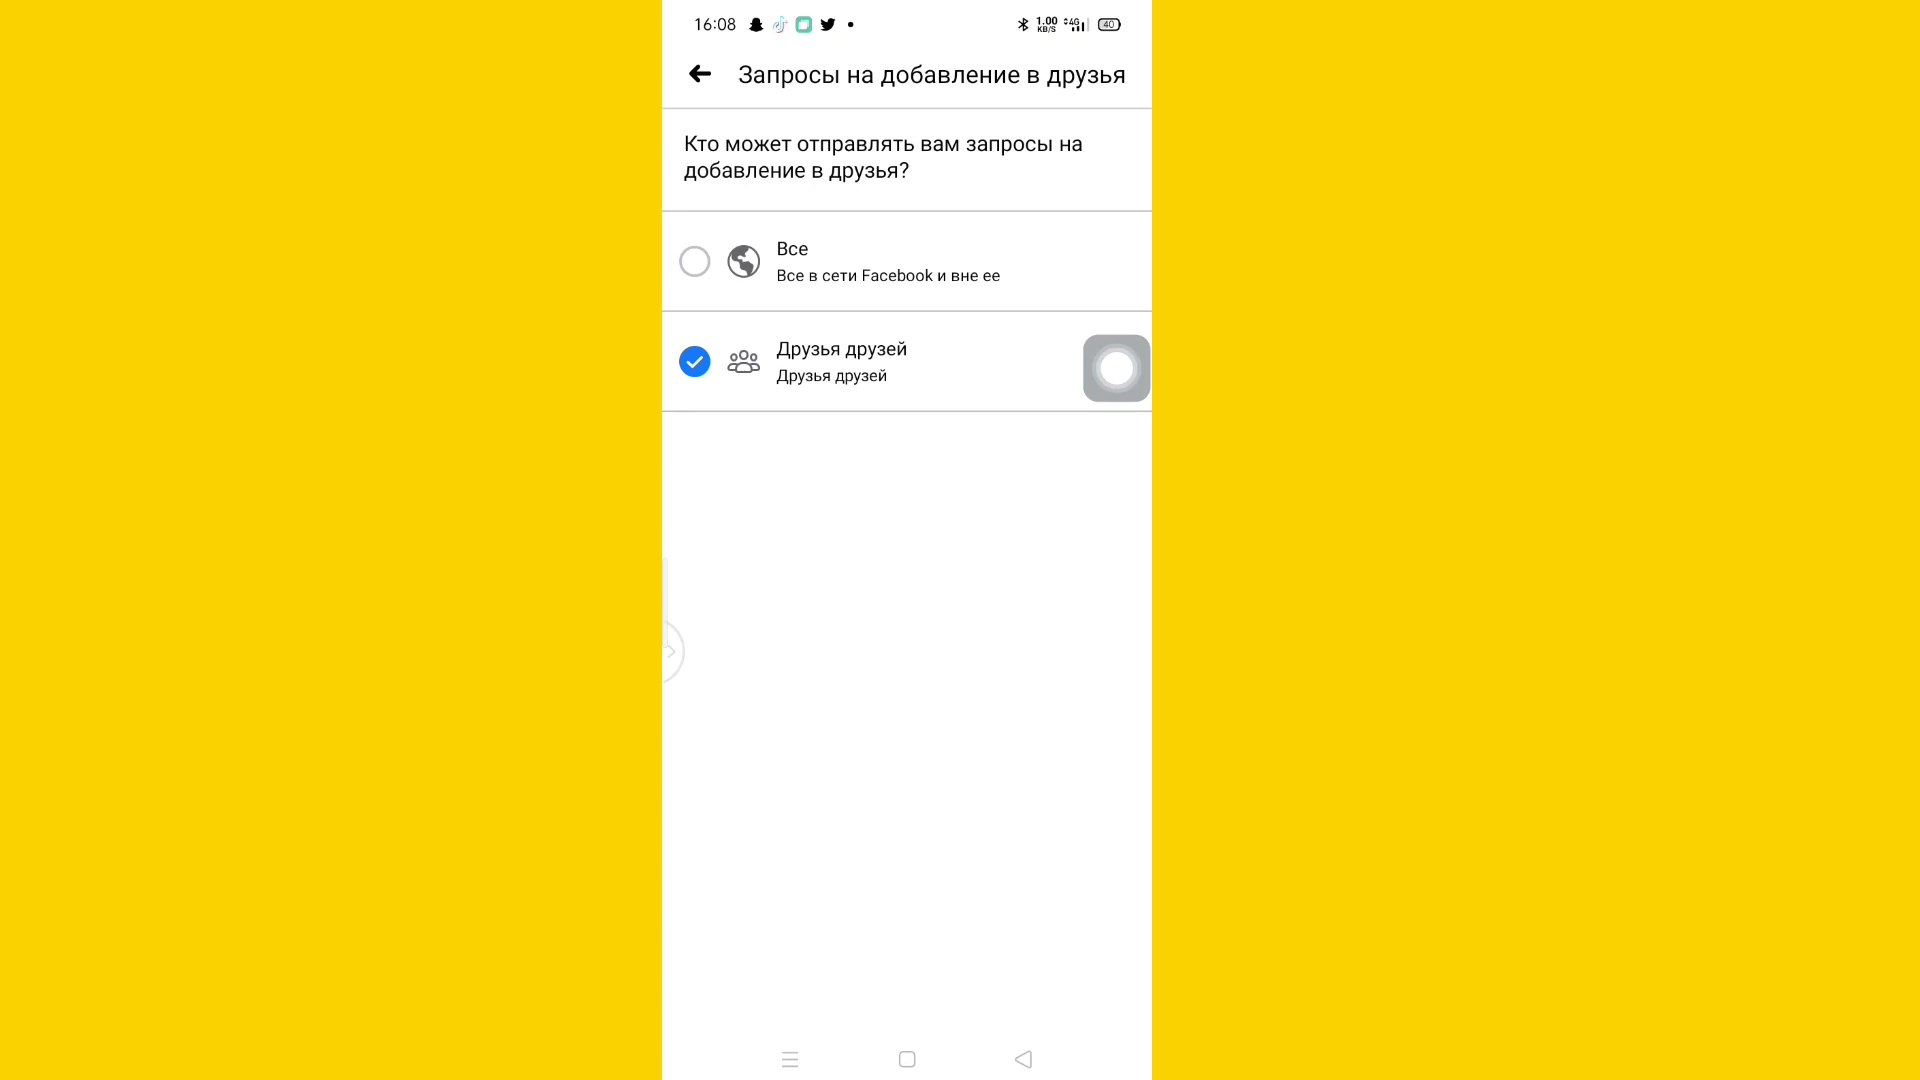 16:08
1.00
KB/S
4G
40
Запросы на добавление в друзья
Кто может отправлять вам запросы на
добавление в друзья?
Все
Все в сети Facebook и вне ее
Друзья друзей
Друзья друзей